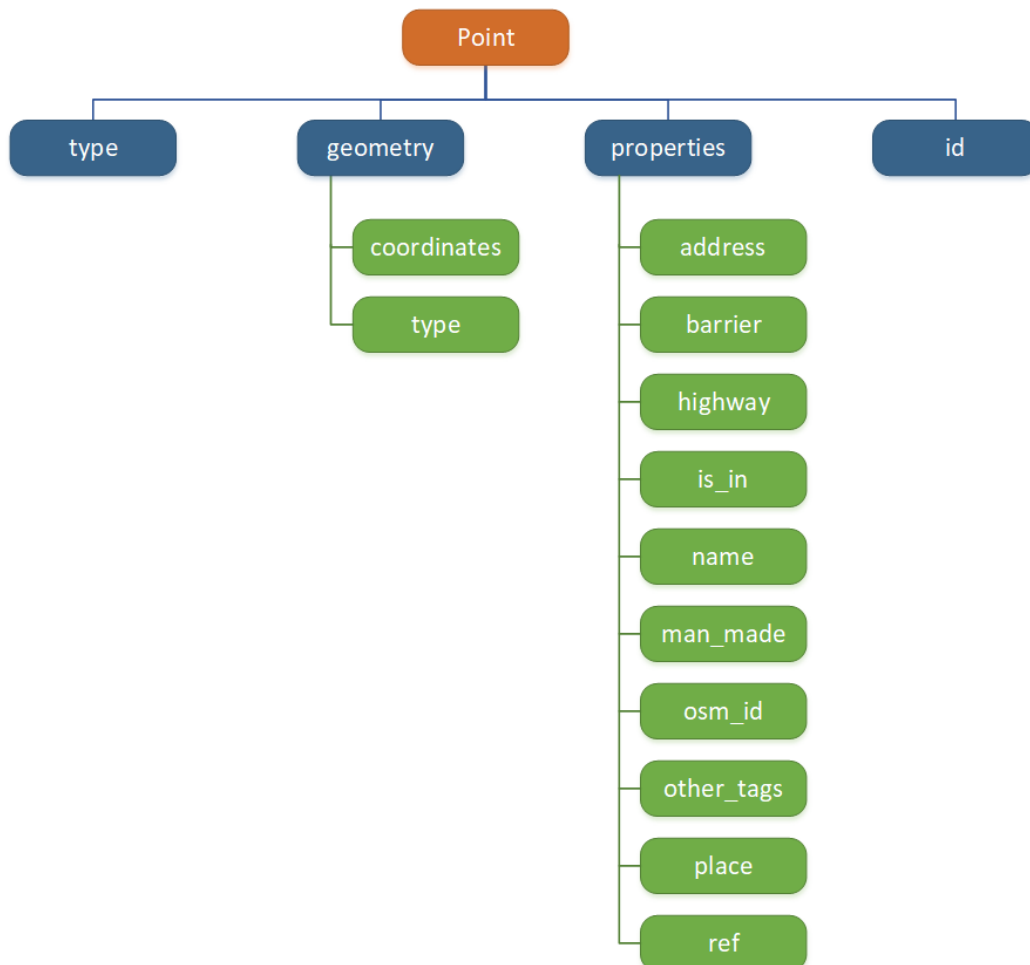 Point
type
geometry
properties
id
coordinates
type
address
barrier
highway
is_in
name
man_made
osm_id
other_tags
place
ref